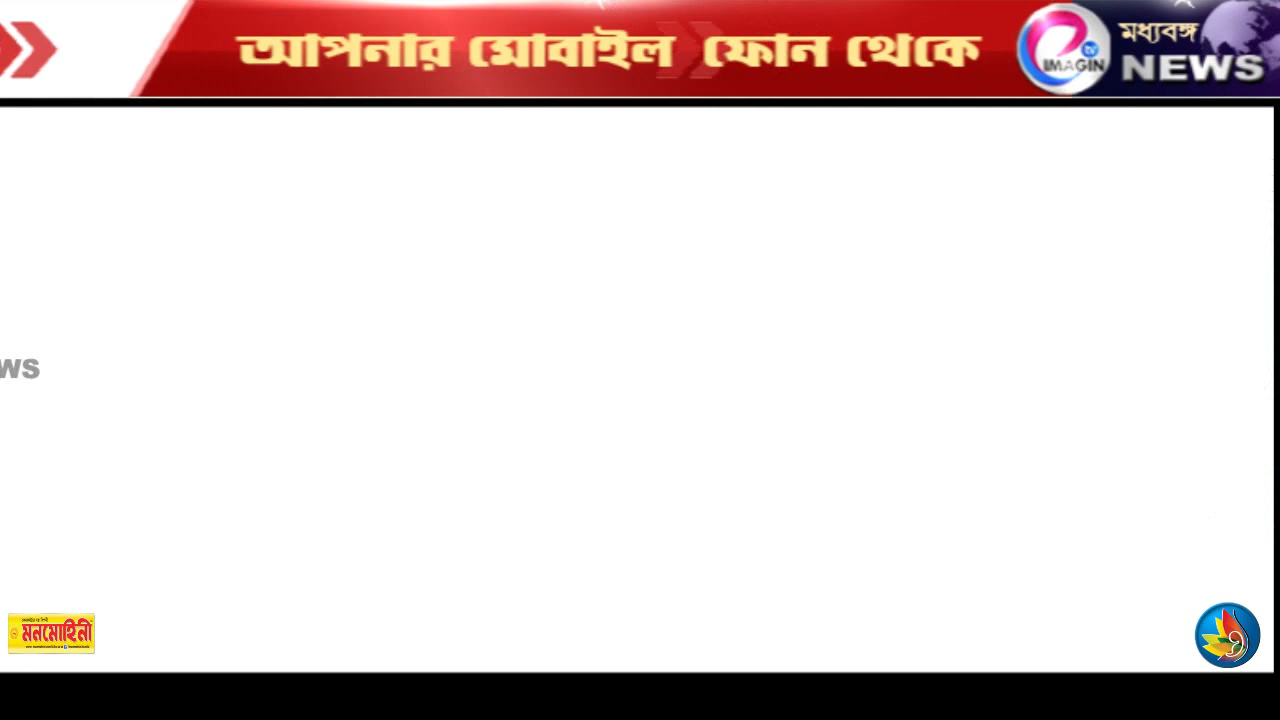 আপনার মোবাইল ফোন থেকে
tv
IMAGIN
মধ্যবঙ্গ
NEWS
ws
মনমোহিনী